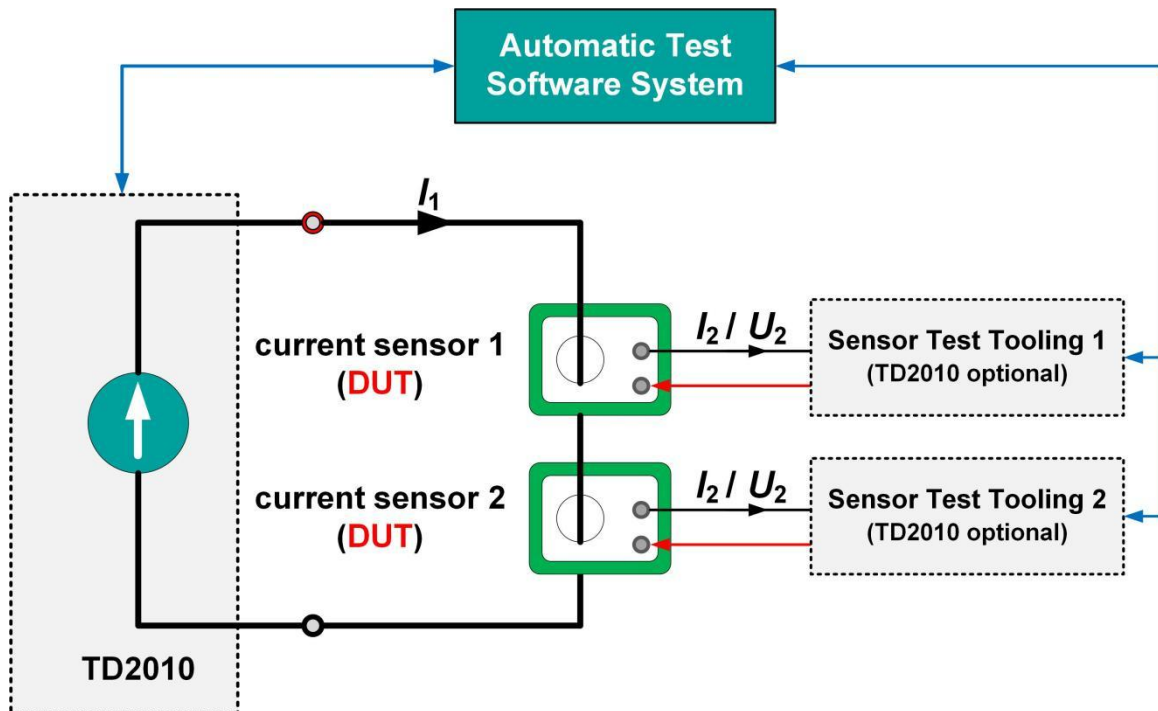 Automatic Test
Software System
I₁
current sensor 1
(DUT)
I₂ / U₂
Sensor Test Tooling 1
(TD2010 optional)
current sensor 2
(DUT)
I₂ / U₂
Sensor Test Tooling 2
(TD2010 optional)
TD2010